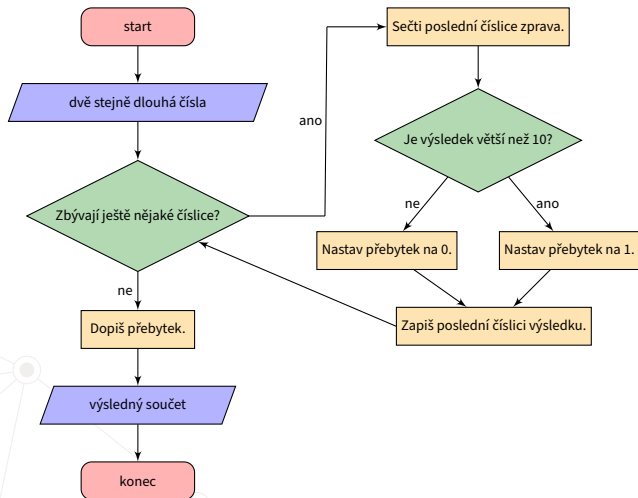 start
dvě stejně dlouhá čísla
Zbývají ještě nějaké číslice?
ano
Sečti poslední číslice zprava.
Je výsledek větší než 10?
ne
ano
Nastav přebytek na 0.
Nastav přebytek na 1.
Zapiš poslední číslici výsledku.
ne
Dopiš přebytek.
výsledný součet
konec